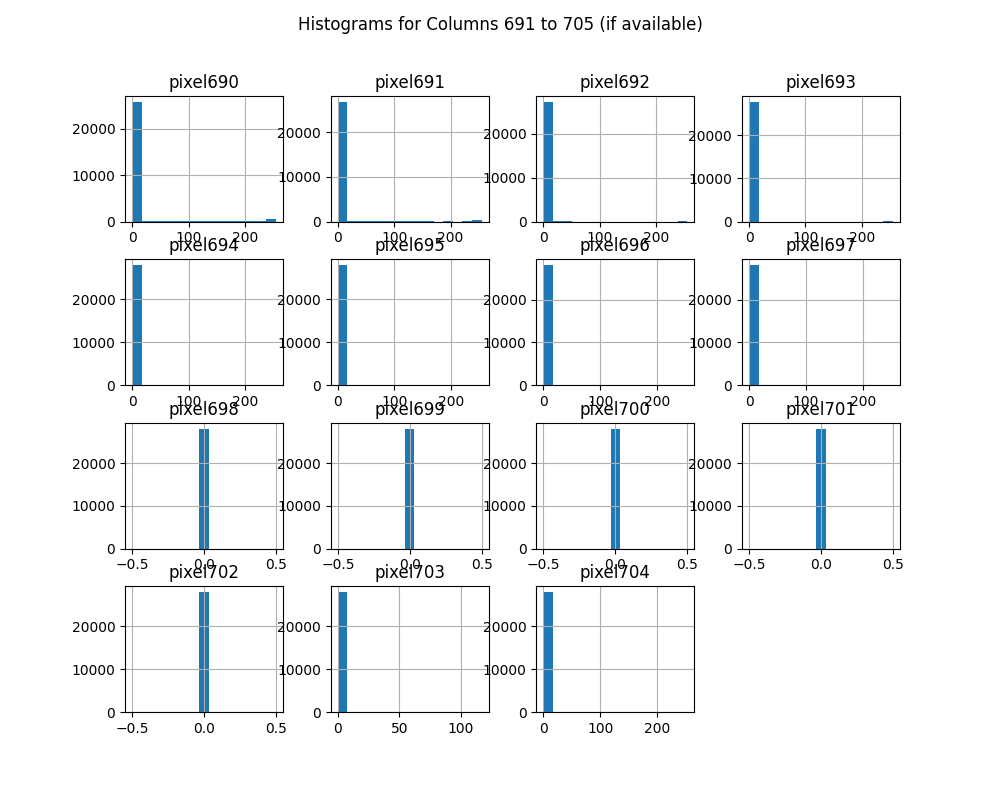 Histograms for Columns 691 to 705 (if available)
pixel690 pixel691 pixel692 pixel693
20000 20000 20000 20000
10000 10000 10000 10000
0 0 0 0
0 100 200 0 100 200 0 100 200 0 100 200
pixel694 pixel695 pixel696 pixel697
20000 20000 20000 20000
10000 10000 10000 10000
0 0 0 0
0 100 200 0 100 200 0 100 200 0 100 200
pixel698 pixel699 pixel700 pixel701
20000 20000 20000 20000
10000 10000 10000 10000
0 0 0 0
−0.5 0.0 0.5 −0.5 0.0 0.5 −0.5 0.0 0.5 −0.5 0.0 0.5
pixel702 pixel703 pixel704
20000 20000 20000
10000 10000 10000
0 0 0
−0.5 0.0 0.5 0 50 100 0 100 200